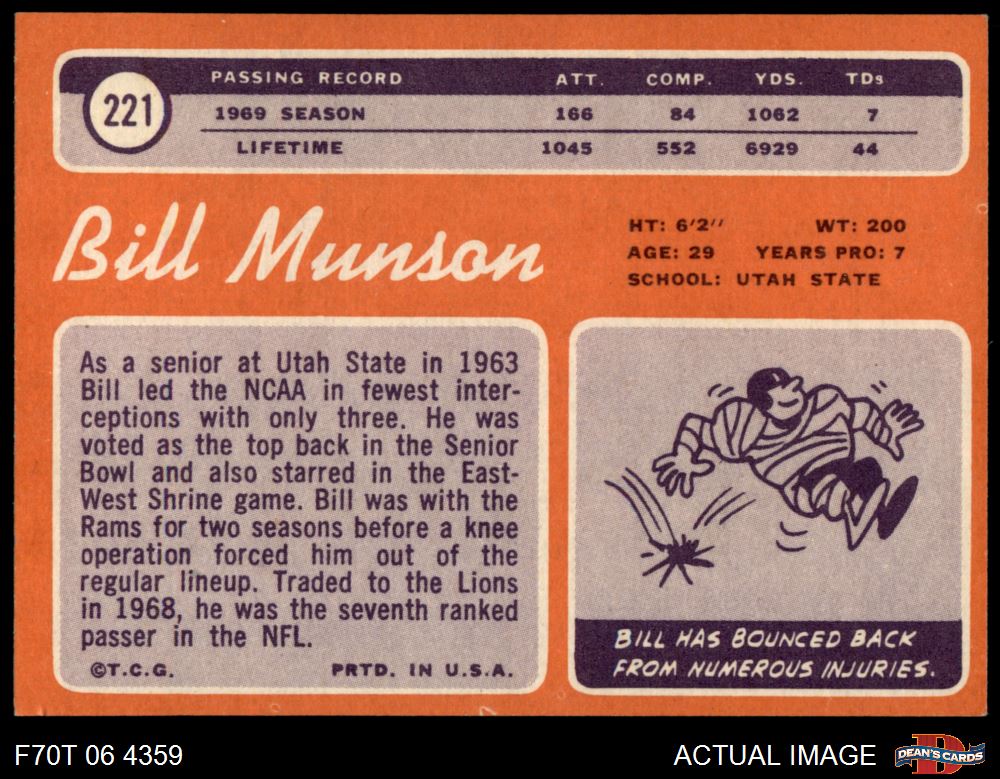 221
PASSING RECORD ATT. COMP. YDS. TDs
1969 SEASON 166 84 1062 7
LIFETIME 1045 552 6929 44
Bill Munson
HT: 6'2'' WT: 200
AGE: 29 YEARS PRO: 7
SCHOOL: UTAH STATE
As a senior at Utah State in 1963
Bill led the NCAA in fewest inter-
ceptions with only three. He was
voted as the top back in the Senior
Bowl and also starred in the East-
West Shrine game. Bill was with the
Rams for two seasons before a knee
operation forced him out of the
regular lineup. Traded to the Lions
in 1968, he was the seventh ranked
passer in the NFL.
©T.C.G. PRTD. IN U.S.A.
BILL HAS BOUNCED BACK
FROM NUMEROUS INJURIES.
F70T 06 4359 ACTUAL IMAGE
D
DEAN'S CARDS